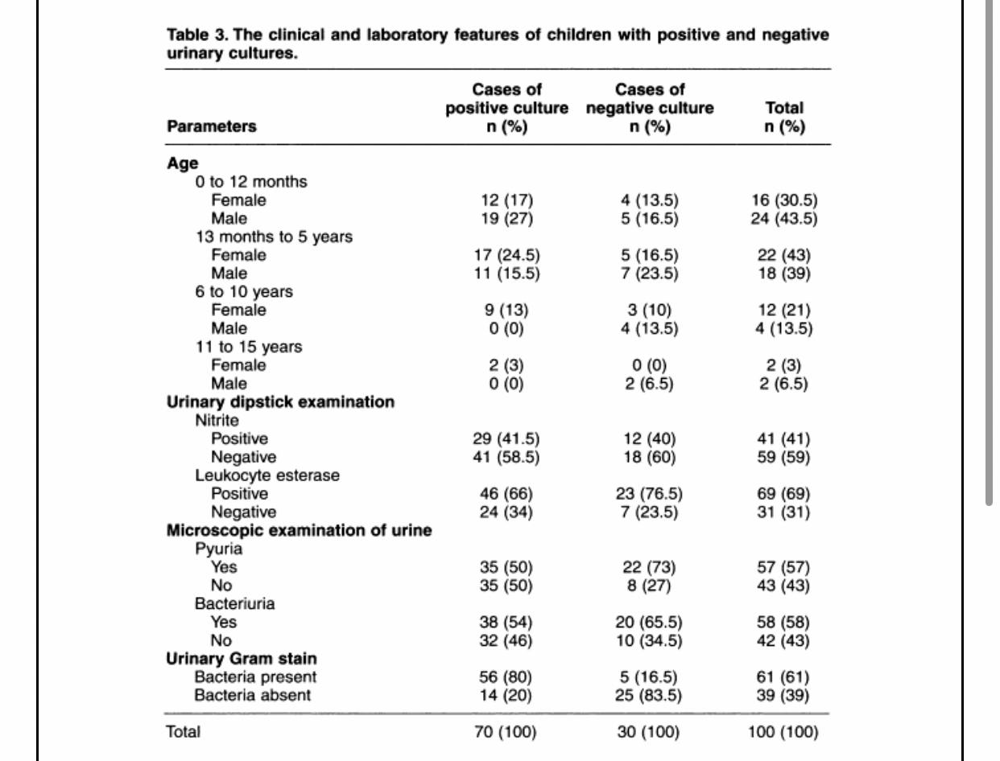 Table 3. The clinical and laboratory features of children with positive and negative
urinary cultures.
Parameters Cases of positive culture n (%) Cases of negative culture n (%) Total n (%)
Age
0 to 12 months
Female 12 (17) 4 (13.5) 16 (30.5)
Male 19 (27) 5 (16.5) 24 (43.5)
13 months to 5 years
Female 17 (24.5) 5 (16.5) 22 (43)
Male 11 (15.5) 7 (23.5) 18 (39)
6 to 10 years
Female 9 (13) 3 (10) 12 (21)
Male 0 (0) 4 (13.5) 4 (13.5)
11 to 15 years
Female 2 (3) 0 (0) 2 (3)
Male 0 (0) 2 (6.5) 2 (6.5)
Urinary dipstick examination
Nitrite
Positive 29 (41.5) 12 (40) 41 (41)
Negative 41 (58.5) 18 (60) 59 (59)
Leukocyte esterase
Positive 46 (66) 23 (76.5) 69 (69)
Negative 24 (34) 7 (23.5) 31 (31)
Microscopic examination of urine
Pyuria
Yes 35 (50) 22 (73) 57 (57)
No 35 (50) 8 (27) 43 (43)
Bacteriuria
Yes 38 (54) 20 (65.5) 58 (58)
No 32 (46) 10 (34.5) 42 (43)
Urinary Gram stain
Bacteria present 56 (80) 5 (16.5) 61 (61)
Bacteria absent 14 (20) 25 (83.5) 39 (39)
Total 70 (100) 30 (100) 100 (100)